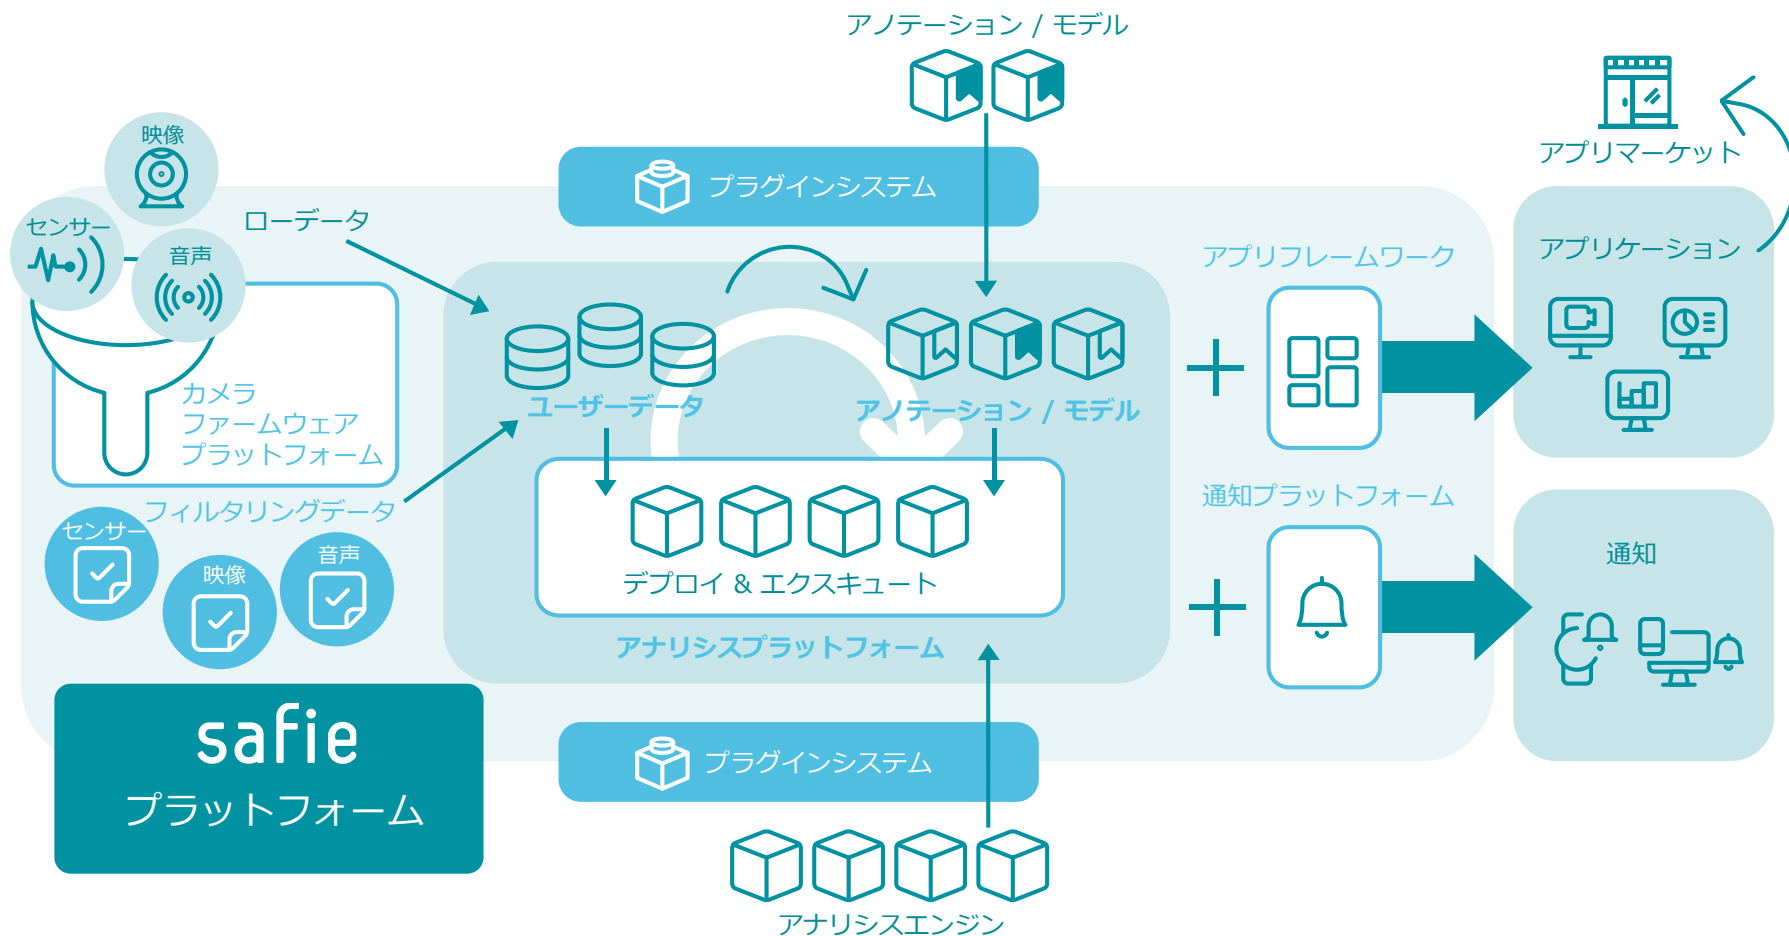 アノテーション / モデル
映像
センサー
音声
ローデータ
プラグインシステム
アプリマーケット
アプリフレームワーク
アプリケーション
カメラ
ファームウェア
プラットフォーム
ユーザーデータ
アノテーション / モデル
フィルタリングデータ
センサー
映像
音声
デプロイ & エクスキュート
アナリシスプラットフォーム
通知プラットフォーム
通知
safie
プラットフォーム
プラグインシステム
アナリシスエンジン